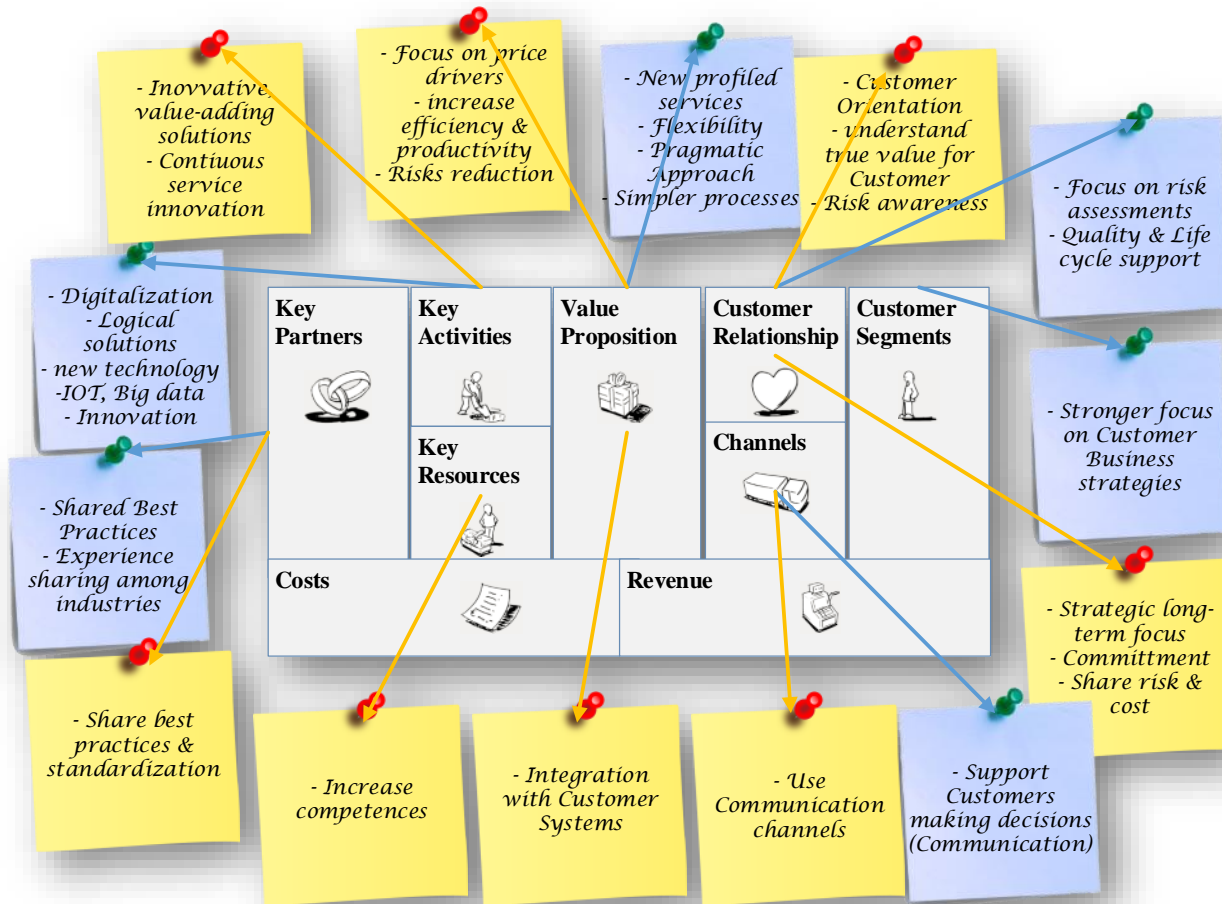 - Inovvative,
value-adding
solutions
- Contiuous
service
innovation
- Focus on price
drivers
- increase
efficiency &
productivity
- Risks reduction
- New profiled
services
- Flexibility
- Pragmatic
Approach
- Simpler processes
- Customer
Orientation
- understand
true value for
Customer
- Risk awareness
- Focus on risk
assessments
- Quality & Life
cycle support
- Digitalization
- Logical
solutions
- new technology
-IOT, Big data
- Innovation
Key
Partners
Key
Activities
Value
Proposition
Customer
Relationship
Customer
Segments
Key
Resources
Channels
Costs
Revenue
- Stronger focus
on Customer
Business
strategies
- Shared Best
Practices
- Experience
sharing among
industries
- Strategic long-
term focus
- Committment
- Share risk &
cost
- Share best
practices &
standardization
- Increase
competences
- Integration
with Customer
Systems
- Use
Communication
channels
- Support
Customers
making decisions
(Communication)